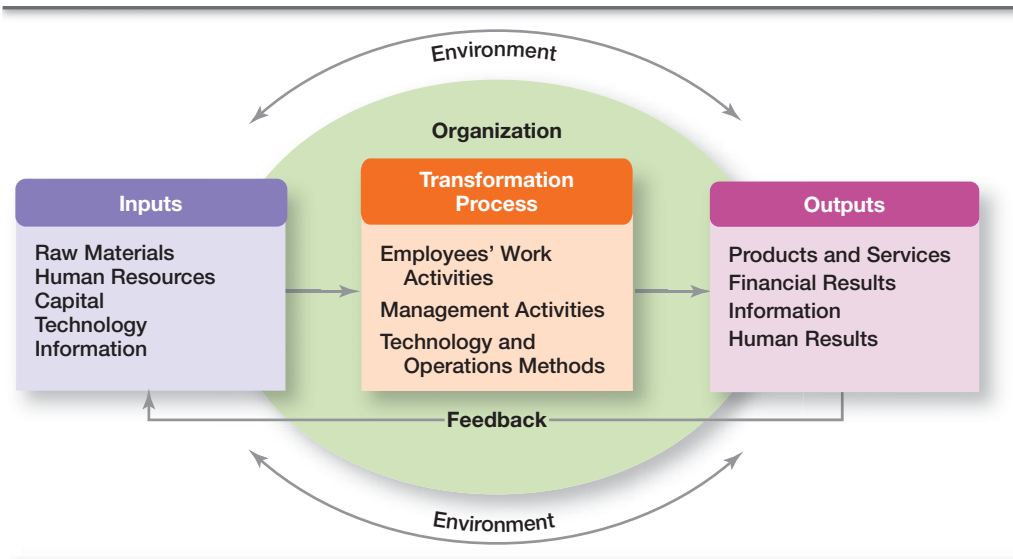 Environment
Organization
Inputs
Raw Materials
Human Resources
Capital
Technology
Information
Transformation
Process
Employees' Work
Activities
Management Activities
Technology and
Operations Methods
Outputs
Products and Services
Financial Results
Information
Human Results
Feedback
Environment